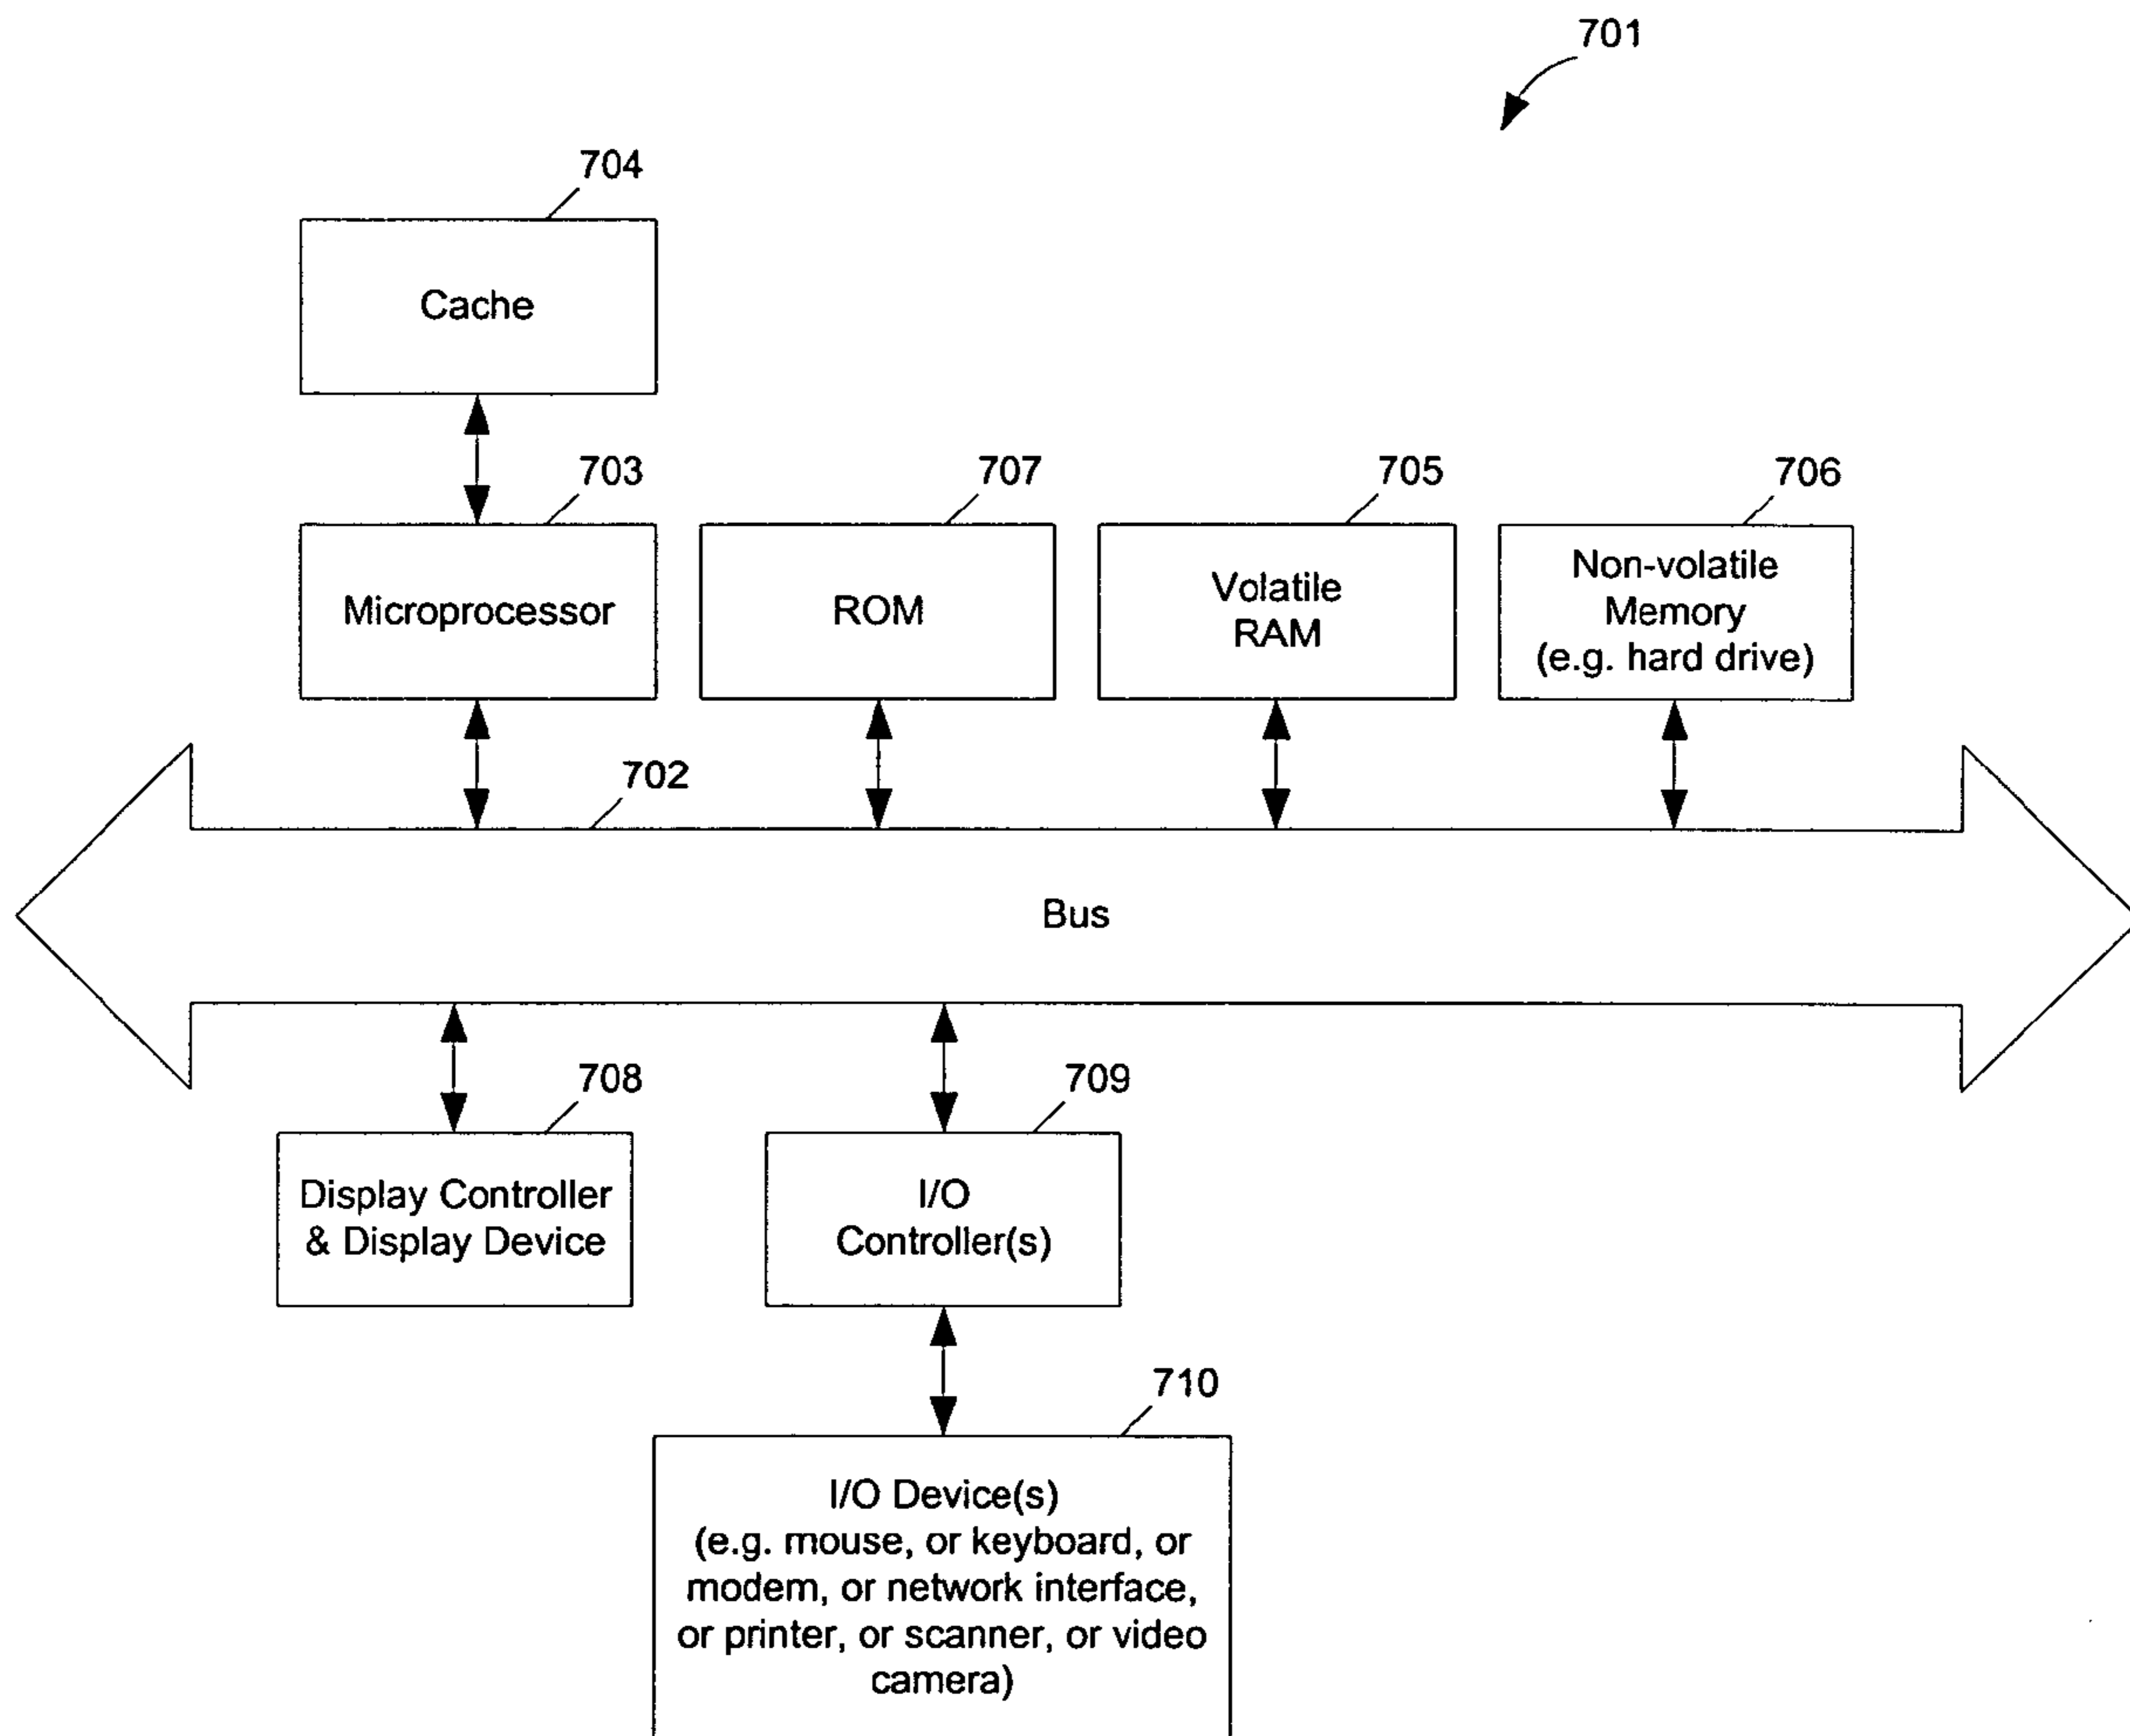 701
704
Cache
703
707
705
706
Microprocessor
ROM
Volatile
RAM
Non-volatile
Memory
(e.g. hard drive)
702
Bus
708
709
Display Controller
& Display Device
I/O
Controller(s)
710
I/O Device(s)
(e.g. mouse, or keyboard, or
modem, or network interface,
or printer, or scanner, or video
camera)